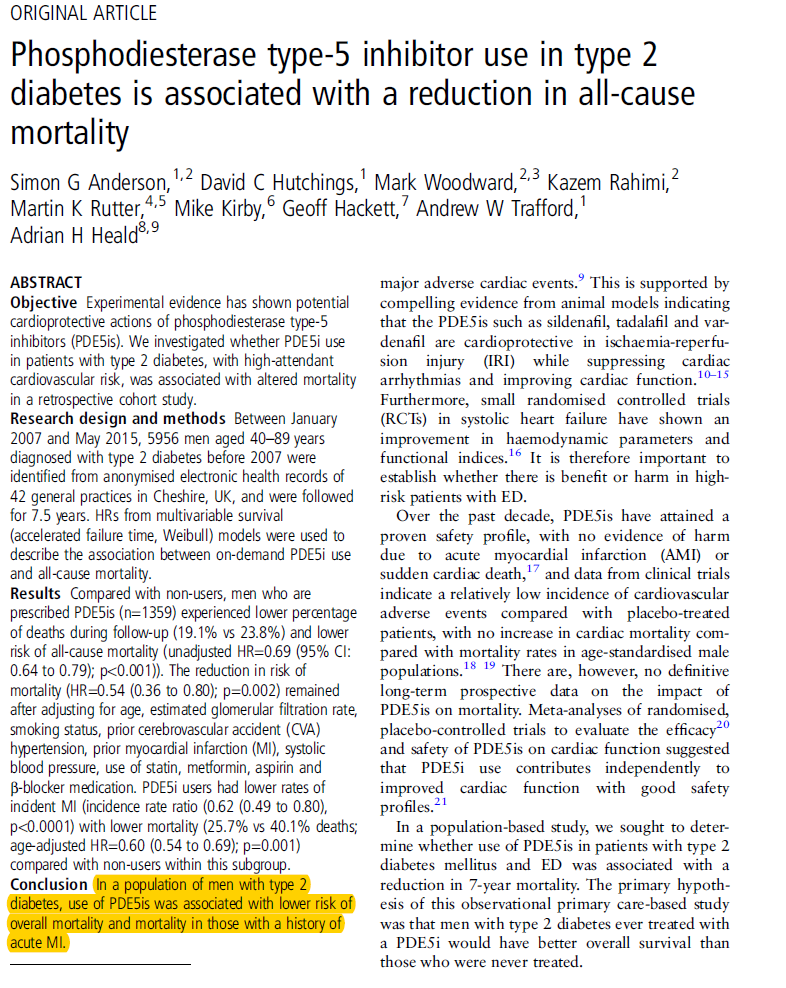 ORIGINAL ARTICLE
Phosphodiesterase type-5 inhibitor use in type 2
diabetes is associated with a reduction in all-cause
mortality
Simon G Anderson,1,2 David C Hutchings,1 Mark Woodward,2,3 Kazem Rahimi,2
Martin K Rutter,4,5 Mike Kirby,6 Geoff Hackett,7 Andrew W Trafford,1
Adrian H Heald8,9
ABSTRACT
Objective Experimental evidence has shown potential
cardioprotective actions of phosphodiesterase type-5
inhibitors (PDE5is). We investigated whether PDE5i use
in patients with type 2 diabetes, with high-attendant
cardiovascular risk, was associated with altered mortality
in a retrospective cohort study.
Research design and methods Between January
2007 and May 2015, 5956 men aged 40–89 years
diagnosed with type 2 diabetes before 2007 were
identified from anonymised electronic health records of
42 general practices in Cheshire, UK, and were followed
for 7.5 years. HRs from multivariable survival
(accelerated failure time, Weibull) models were used to
describe the association between on-demand PDE5i use
and all-cause mortality.
Results Compared with non-users, men who are
prescribed PDE5is (n=1359) experienced lower percentage
of deaths during follow-up (19.1% vs 23.8%) and lower
risk of all-cause mortality (unadjusted HR=0.69 (95% CI:
0.64 to 0.79); p<0.001)). The reduction in risk of
mortality (HR=0.54 (0.36 to 0.80); p=0.002) remained
after adjusting for age, estimated glomerular filtration rate,
smoking status, prior cerebrovascular accident (CVA)
hypertension, prior myocardial infarction (MI), systolic
blood pressure, use of statin, metformin, aspirin and
β-blocker medication. PDE5i users had lower rates of
incident MI (incidence rate ratio (0.62 (0.49 to 0.80),
p<0.0001) with lower mortality (25.7% vs 40.1% deaths;
age-adjusted HR=0.60 (0.54 to 0.69); p=0.001)
compared with non-users within this subgroup.
Conclusion In a population of men with type 2
diabetes, use of PDE5is was associated with lower risk of
overall mortality and mortality in those with a history of
acute MI.
major adverse cardiac events.9 This is supported by
compelling evidence from animal models indicating
that the PDE5is such as sildenafil, tadalafil and var-
denafil are cardioprotective in ischaemia-reperfu-
sion injury (IRI) while suppressing cardiac
arrhythmias and improving cardiac function.10–15
Furthermore, small randomised controlled trials
(RCTs) in systolic heart failure have shown an
improvement in haemodynamic parameters and
functional indices.16 It is therefore important to
establish whether there is benefit or harm in high-
risk patients with ED.
Over the past decade, PDE5is have attained a
proven safety profile, with no evidence of harm
due to acute myocardial infarction (AMI) or
sudden cardiac death,17 and data from clinical trials
indicate a relatively low incidence of cardiovascular
adverse events compared with placebo-treated
patients, with no increase in cardiac mortality com-
pared with mortality rates in age-standardised male
populations.18 19 There are, however, no definitive
long-term prospective data on the impact of
PDE5is on mortality. Meta-analyses of randomised,
placebo-controlled trials to evaluate the efficacy20
and safety of PDE5is on cardiac function suggested
that PDE5i use contributes independently to
improved cardiac function with good safety
profiles.21
In a population-based study, we sought to deter-
mine whether use of PDE5is in patients with type 2
diabetes mellitus and ED was associated with a
reduction in 7-year mortality. The primary hypoth-
esis of this observational primary care-based study
was that men with type 2 diabetes ever treated with
a PDE5i would have better overall survival than
those who were never treated.